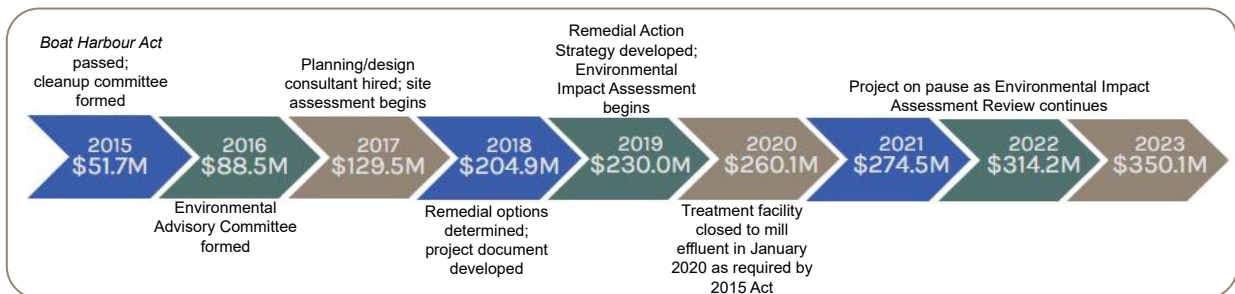 Boat Harbour Act
passed;
cleanup committee
formed
Planning/design
consultant hired; site
assessment begins
Remedial Action
Strategy developed;
Environmental
Impact Assessment
begins
Project on pause as Environmental Impact
Assessment Review continues
2015
$51.7M
2016
$88.5M
2017
$129.5M
2018
$204.9M
2019
$230.0M
2020
$260.1M
2021
$274.5M
2022
$314.2M
2023
$350.1M
Environmental
Advisory Committee
formed
Remedial options
determined;
project document
developed
Treatment facility
closed to mill
effluent in January
2020 as required by
2015 Act